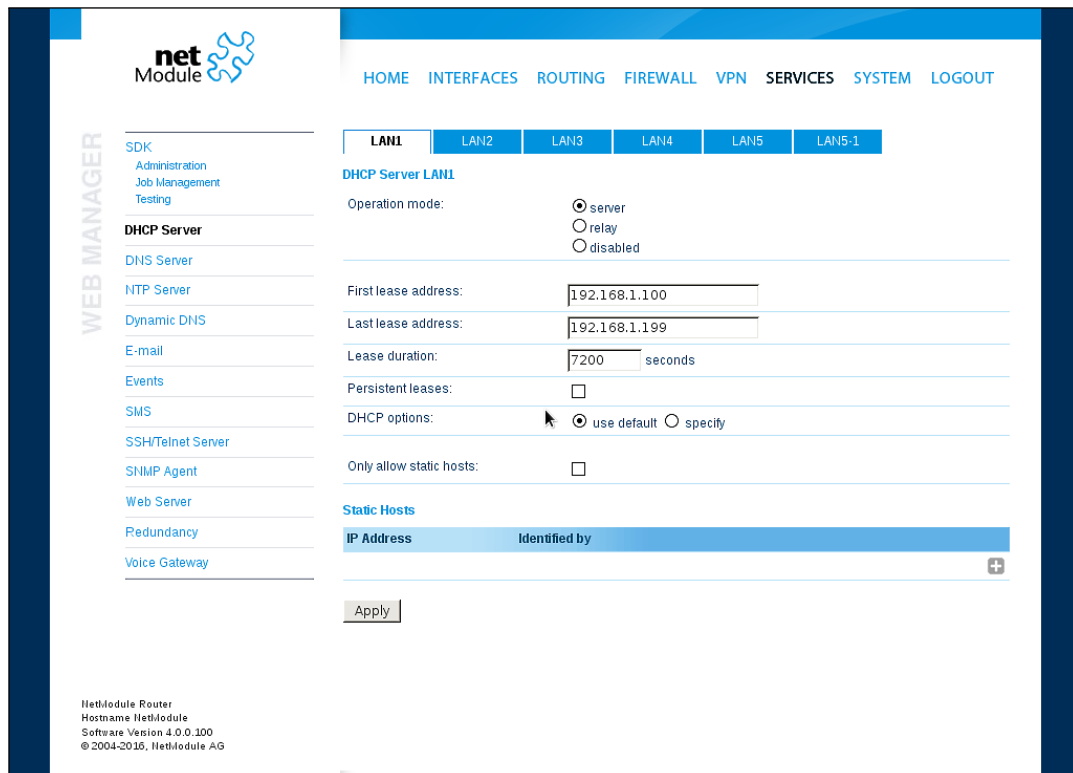 net
Module
HOME INTERFACES ROUTING FIREWALL VPN SERVICES SYSTEM LOGOUT
WEB MANAGER
SDK
Administration
Job Management
Testing
DHCP Server
DNS Server
NTP Server
Dynamic DNS
E-mail
Events
SMS
SSH/Telnet Server
SNMP Agent
Web Server
Redundancy
Voice Gateway
LAN1 LAN2 LAN3 LAN4 LAN5 LAN5-1
DHCP Server LAN1
Operation mode: server
relay
disabled
First lease address: 192.168.1.100
Last lease address: 192.168.1.199
Lease duration: 7200 seconds
Persistent leases:
DHCP options: use default specify
Only allow static hosts:
Static Hosts
IP Address Identified by
Apply
NetModule Router
Hostname NetModule
Software Version 4.0.0.100
© 2004-2016, NetModule AG